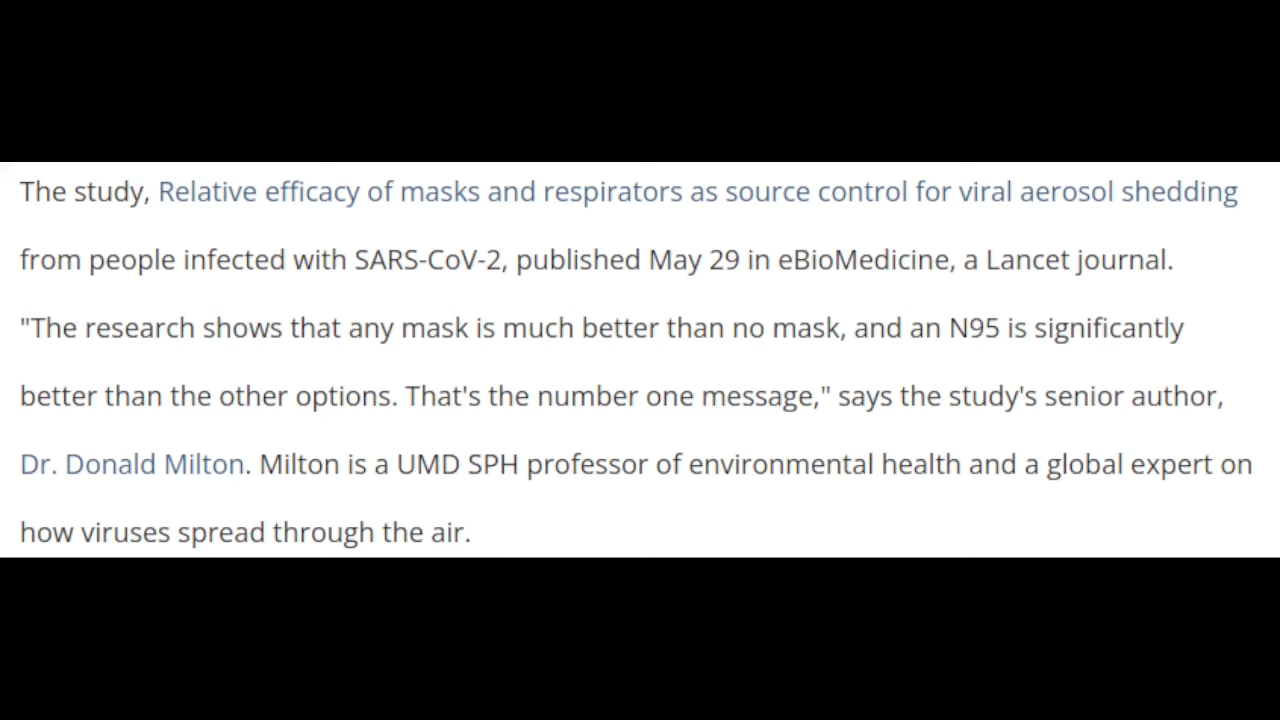 The study, Relative efficacy of masks and respirators as source control for viral aerosol shedding
from people infected with SARS-CoV-2, published May 29 in eBioMedicine, a Lancet journal.
"The research shows that any mask is much better than no mask, and an N95 is significantly
better than the other options. That's the number one message," says the study's senior author,
Dr. Donald Milton. Milton is a UMD SPH professor of environmental health and a global expert on
how viruses spread through the air.